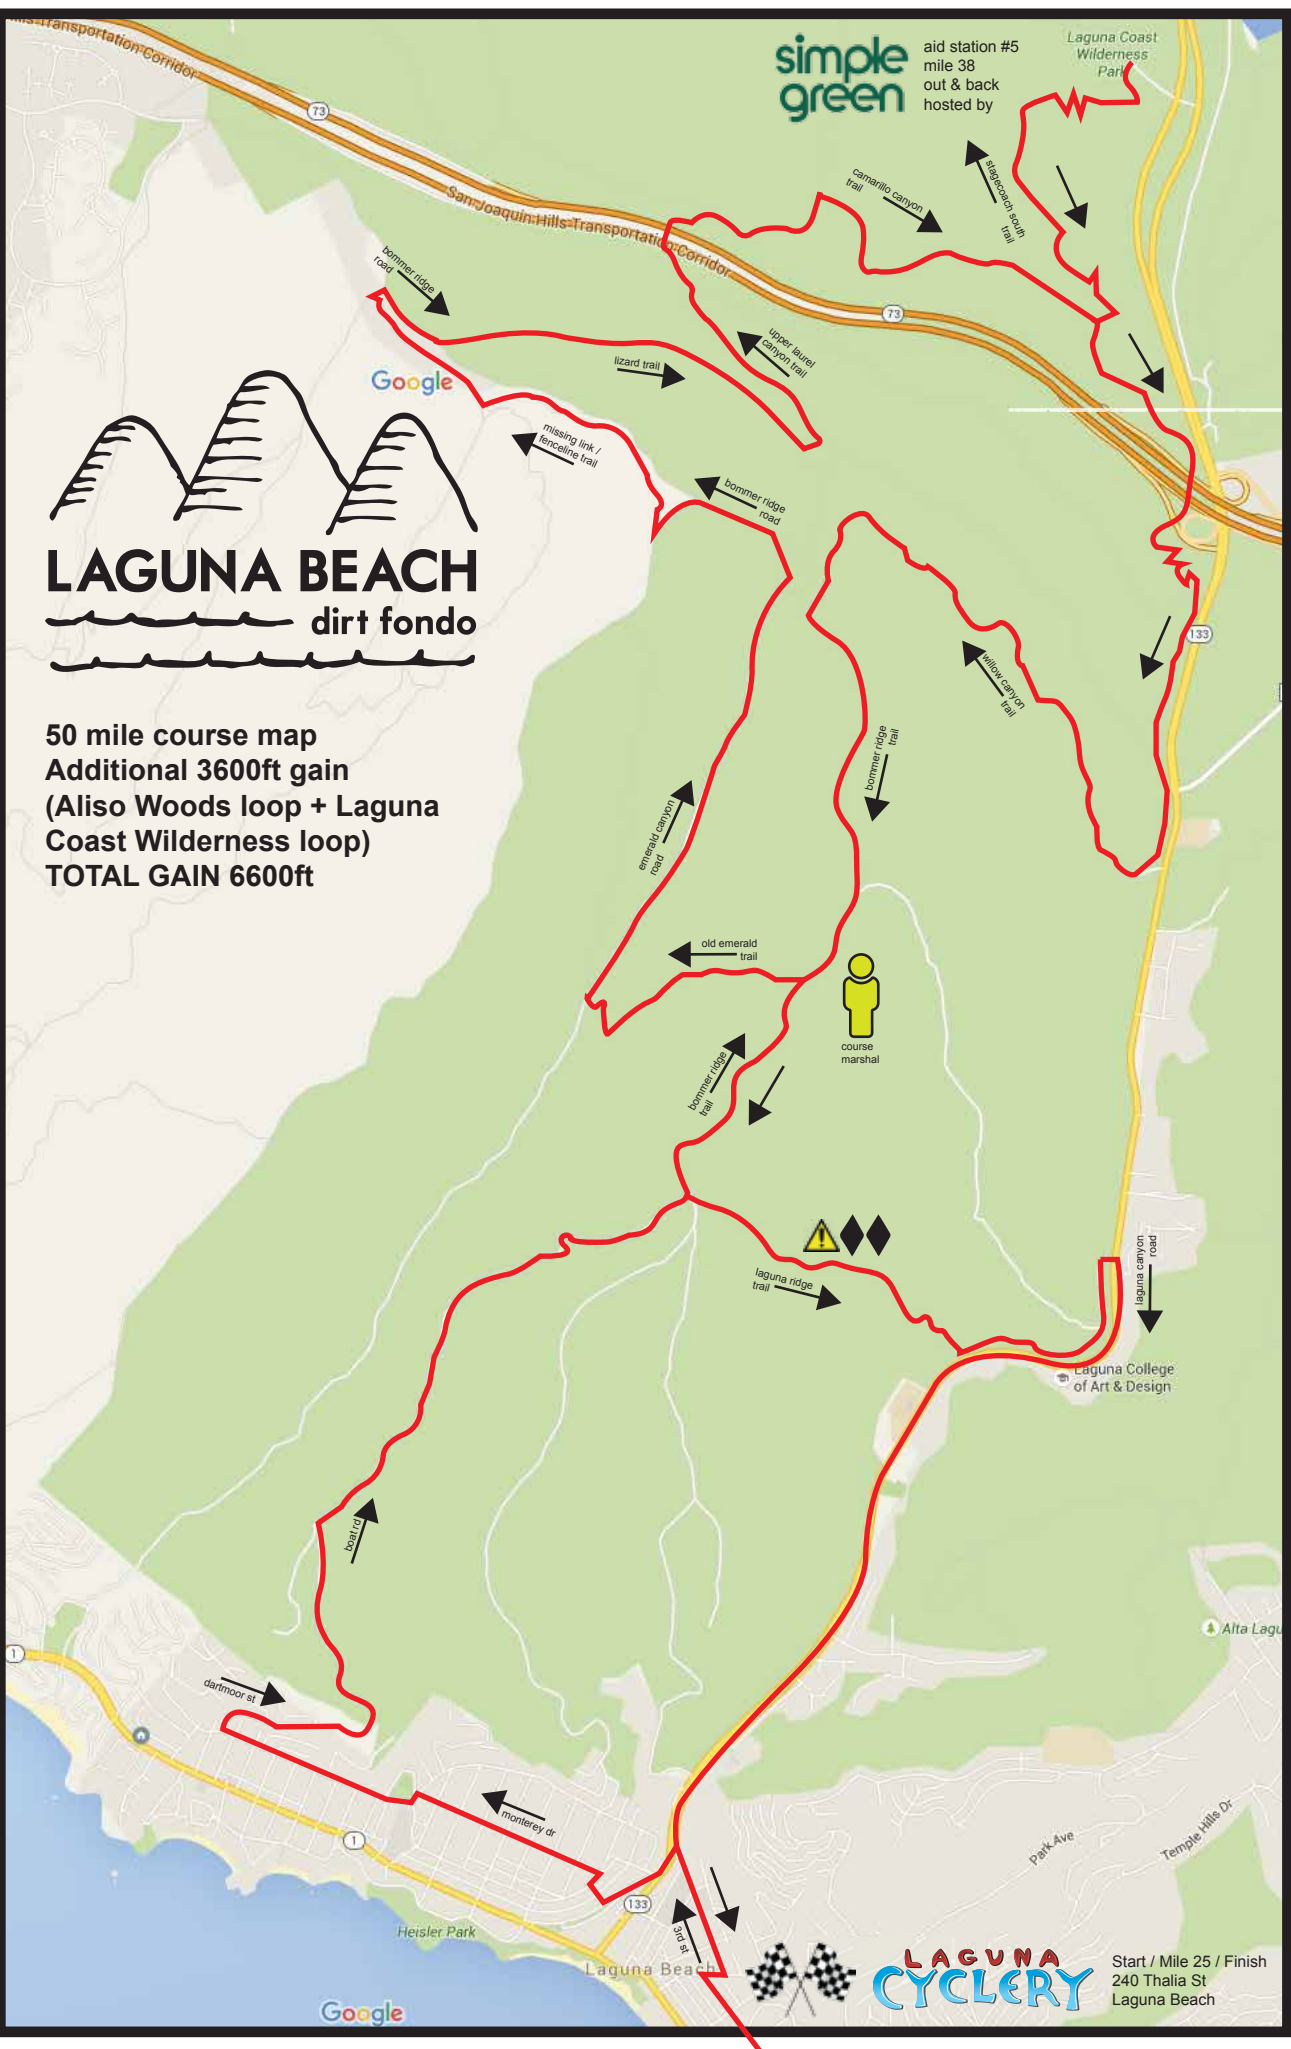 Hills-Transportation Corridor
simple
green
aid station #5
mile 38
out & back
hosted by
Laguna Coast
Wilderness
Park
73
San Joaquin Hills Transportation Corridor
camarillo canyon
trail
stagecoach south
trail
bommer ridge
road
73
upper laurel
canyon trail
lizard trail
Google
missing link /
fenceline trail
bommer ridge
road
LAGUNA BEACH
dirt fondo
133
willow canyon
trail
50 mile course map
Additional 3600ft gain
(Aliso Woods loop + Laguna
Coast Wilderness loop)
TOTAL GAIN 6600ft
bommer ridge
trail
emerald canyon
road
old emerald
trail
course
marshal
bommer ridge
trail
laguna canyon
road
laguna ridge
trail
Laguna College
of Art & Design
boat rd
Alta Lagu
1
dartmoor st
monterey dr
1
Park Ave
Temple Hills Dr
133
Heisler Park
3rd st
Laguna Beach
LAGUNA
CYCLERY
Start / Mile 25 / Finish
240 Thalia St
Laguna Beach
Google